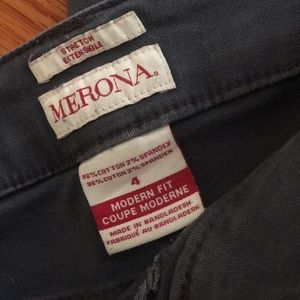 STRETCH
EXTENSIBLE
MERONA.
98% COTTON 2% SPANDEX
98% COTON 2% SPANDEX
4
MODERN FIT
COUPE MODERNE
MADE IN BANGLADESH
FABRIQUÉ AU BANGLADESH